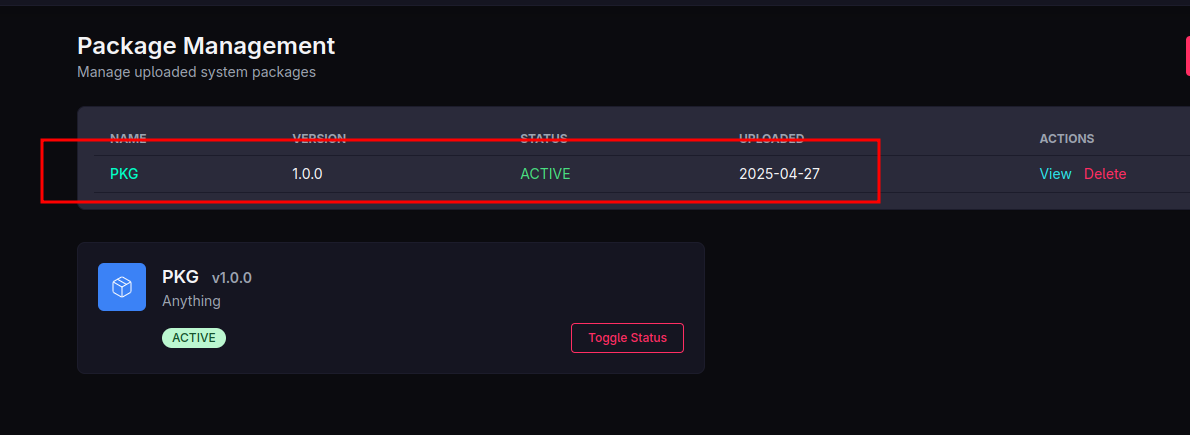 Package Management
Manage uploaded system packages
NAME VERSION STATUS UPLOADED ACTIONS
PKG 1.0.0 ACTIVE 2025-04-27 View Delete
PKG v1.0.0
Anything
ACTIVE Toggle Status